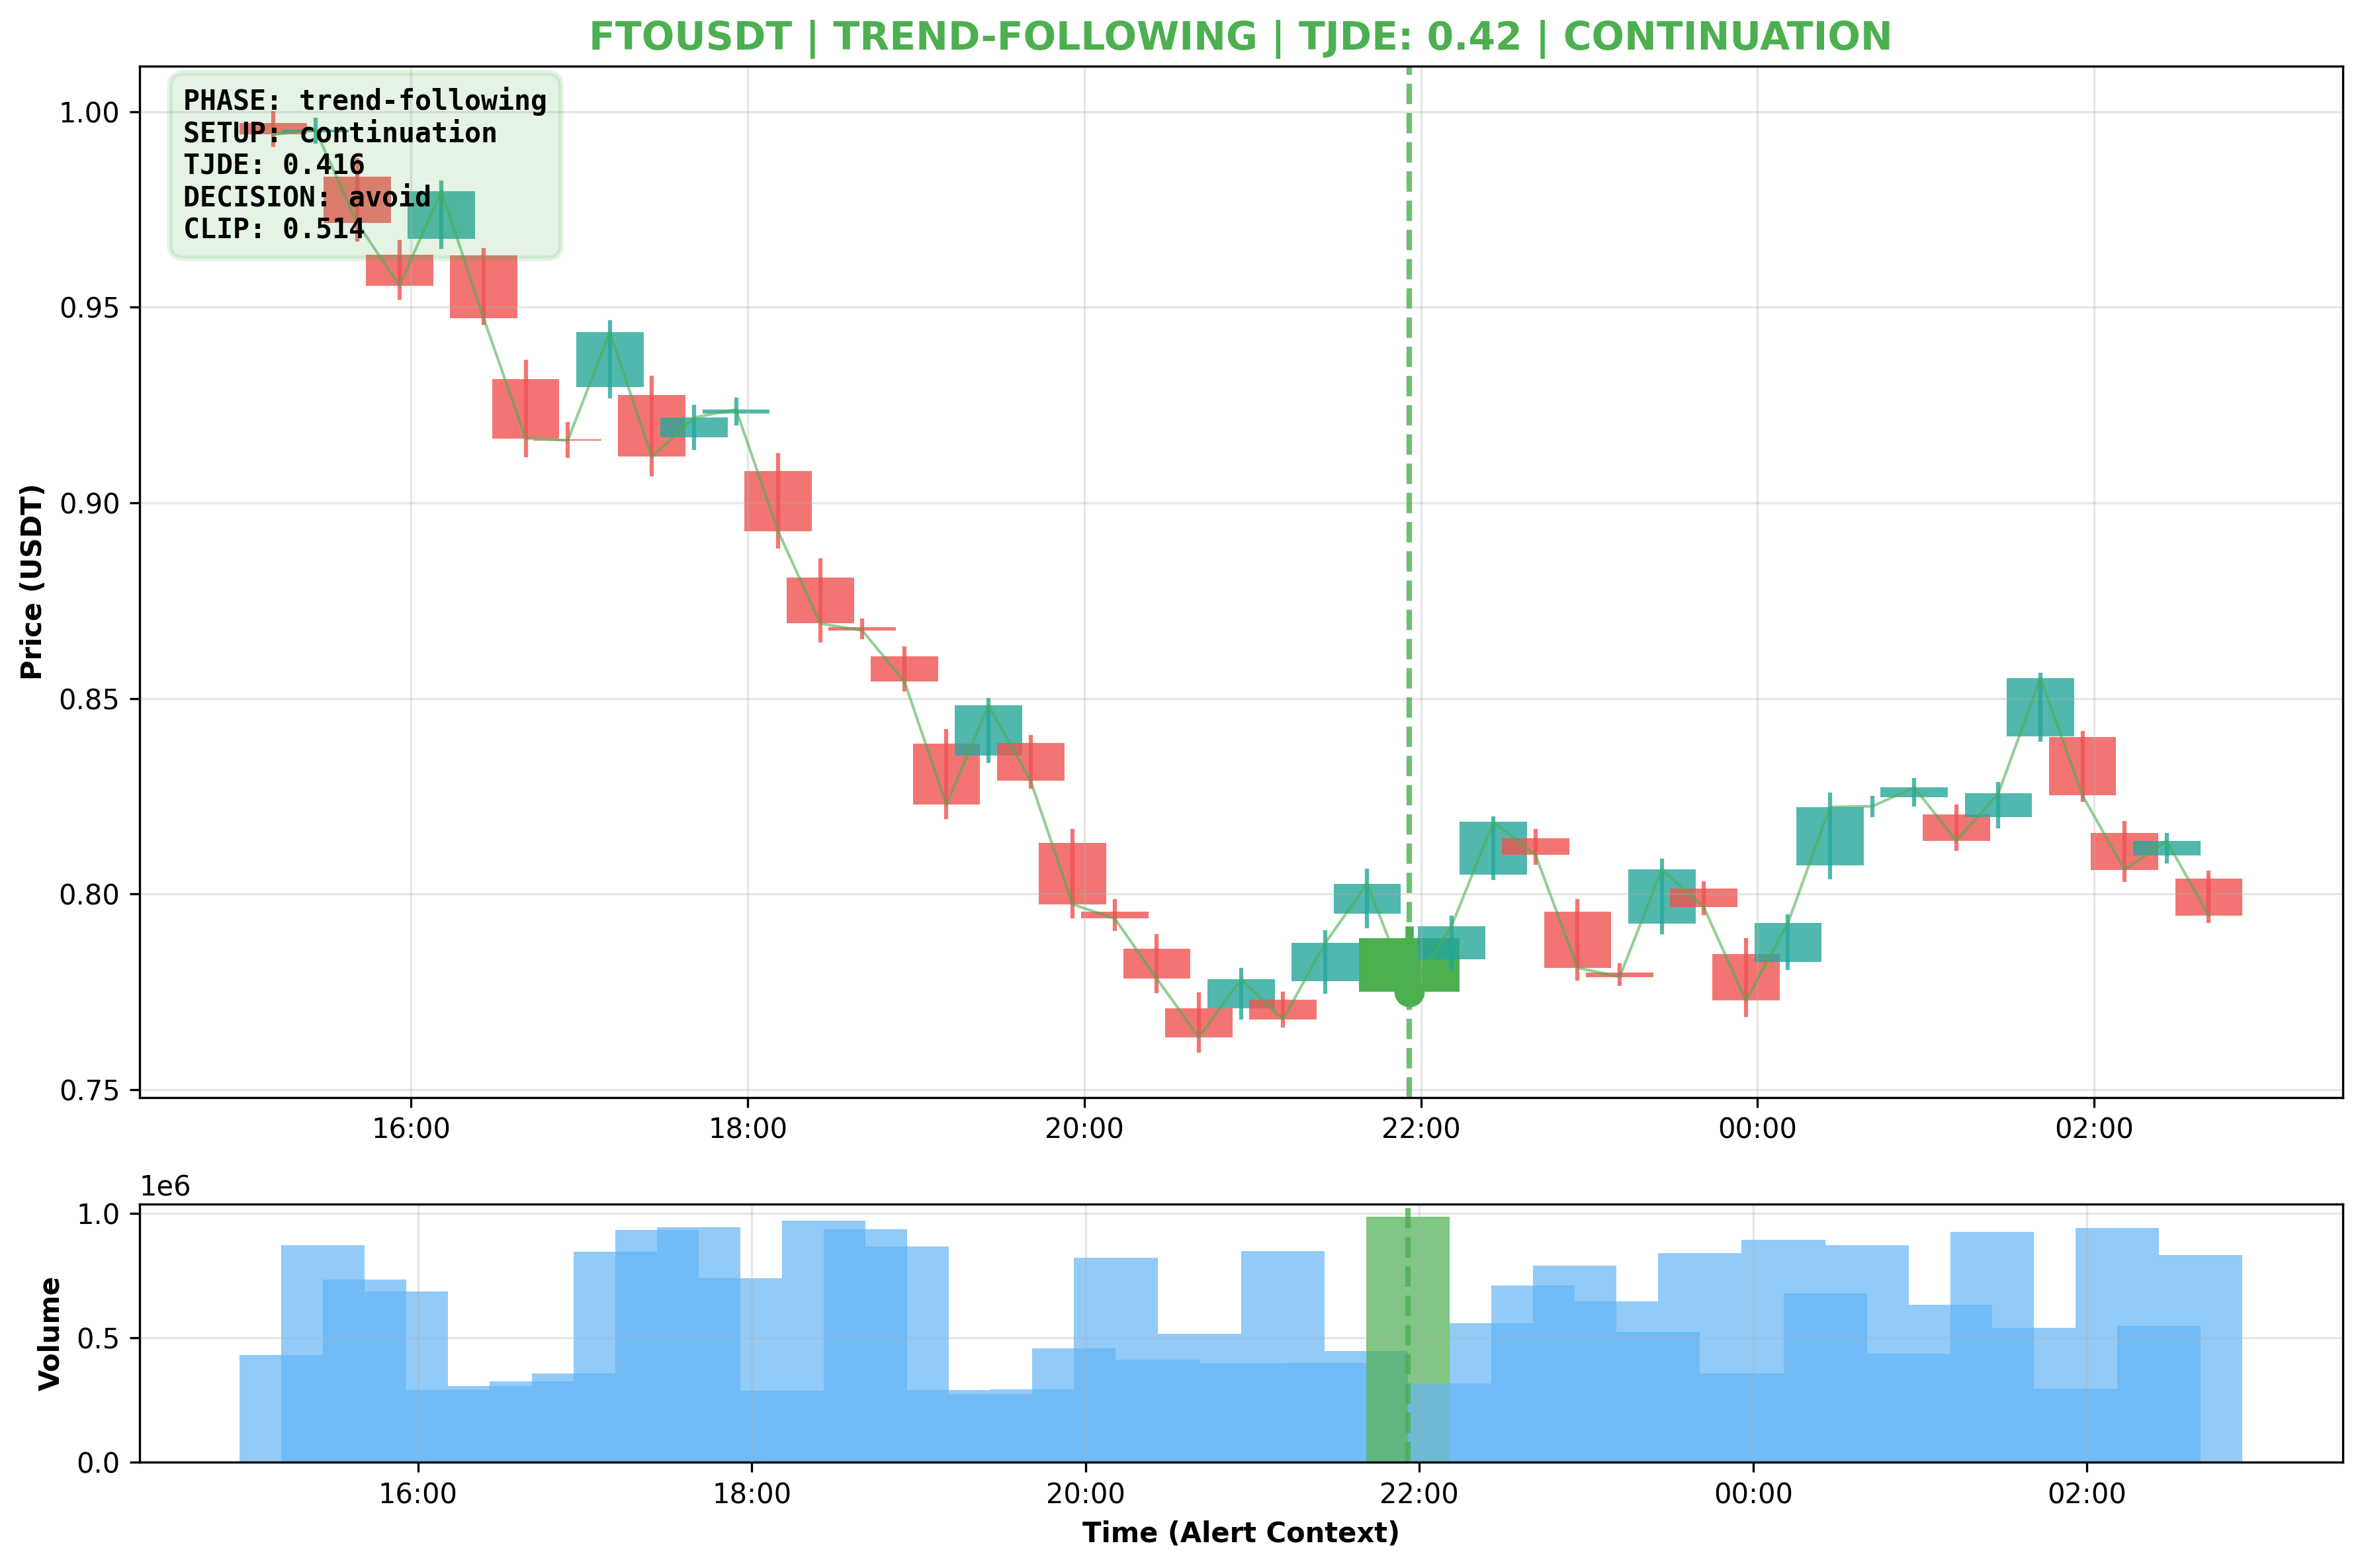 FTOUSDT | TREND-FOLLOWING | TJDE: 0.42 | CONTINUATION
PHASE: trend-following
SETUP: continuation
TJDE: 0.416
DECISION: avoid
CLIP: 0.514
Price (USDT)
1.00
0.95
0.90
0.85
0.80
0.75
16:00 18:00 20:00 22:00 00:00 02:00
1e6
Volume
1.0
0.5
0.0
16:00 18:00 20:00 22:00 00:00 02:00
Time (Alert Context)